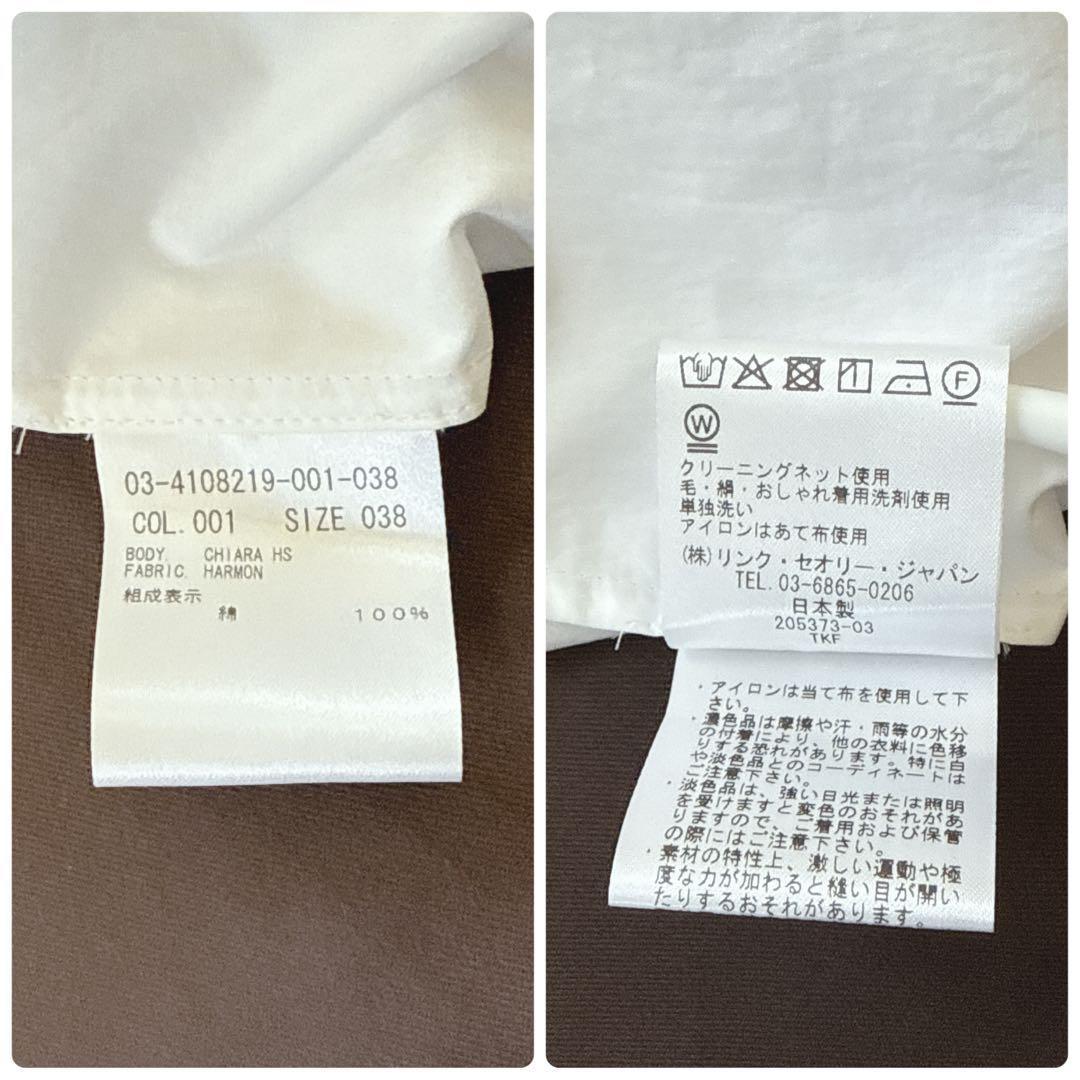 03-4108219-001-038
COL. 001 SIZE 038
BODY. CHIARA HS
FABRIC. HARMON
組成表示
綿 100%
F
W
クリーニングネット使用
毛・絹・おしゃれ着用洗剤使用
単独洗い
アイロンはあて布使用
(株)リンク・セオリー・ジャパン
TEL. 03-6865-0206
日本製
205373-03
TKF
・アイロンは当て布を使用して下
さい。
・濃色品は摩擦や汗・雨等の水分
の付着により、他の衣料に色移
りする恐れがあります。特に白
や淡色品とのコーディネートは
ご注意下さい。
・淡色品は、強い日光または照明
を受けますと変色のおそれがあ
りますので、ご着用および保管
の際にはご注意下さい。
・素材の特性上、激しい運動や極
度な力が加わると縫い目が開い
たりするおそれがあります。